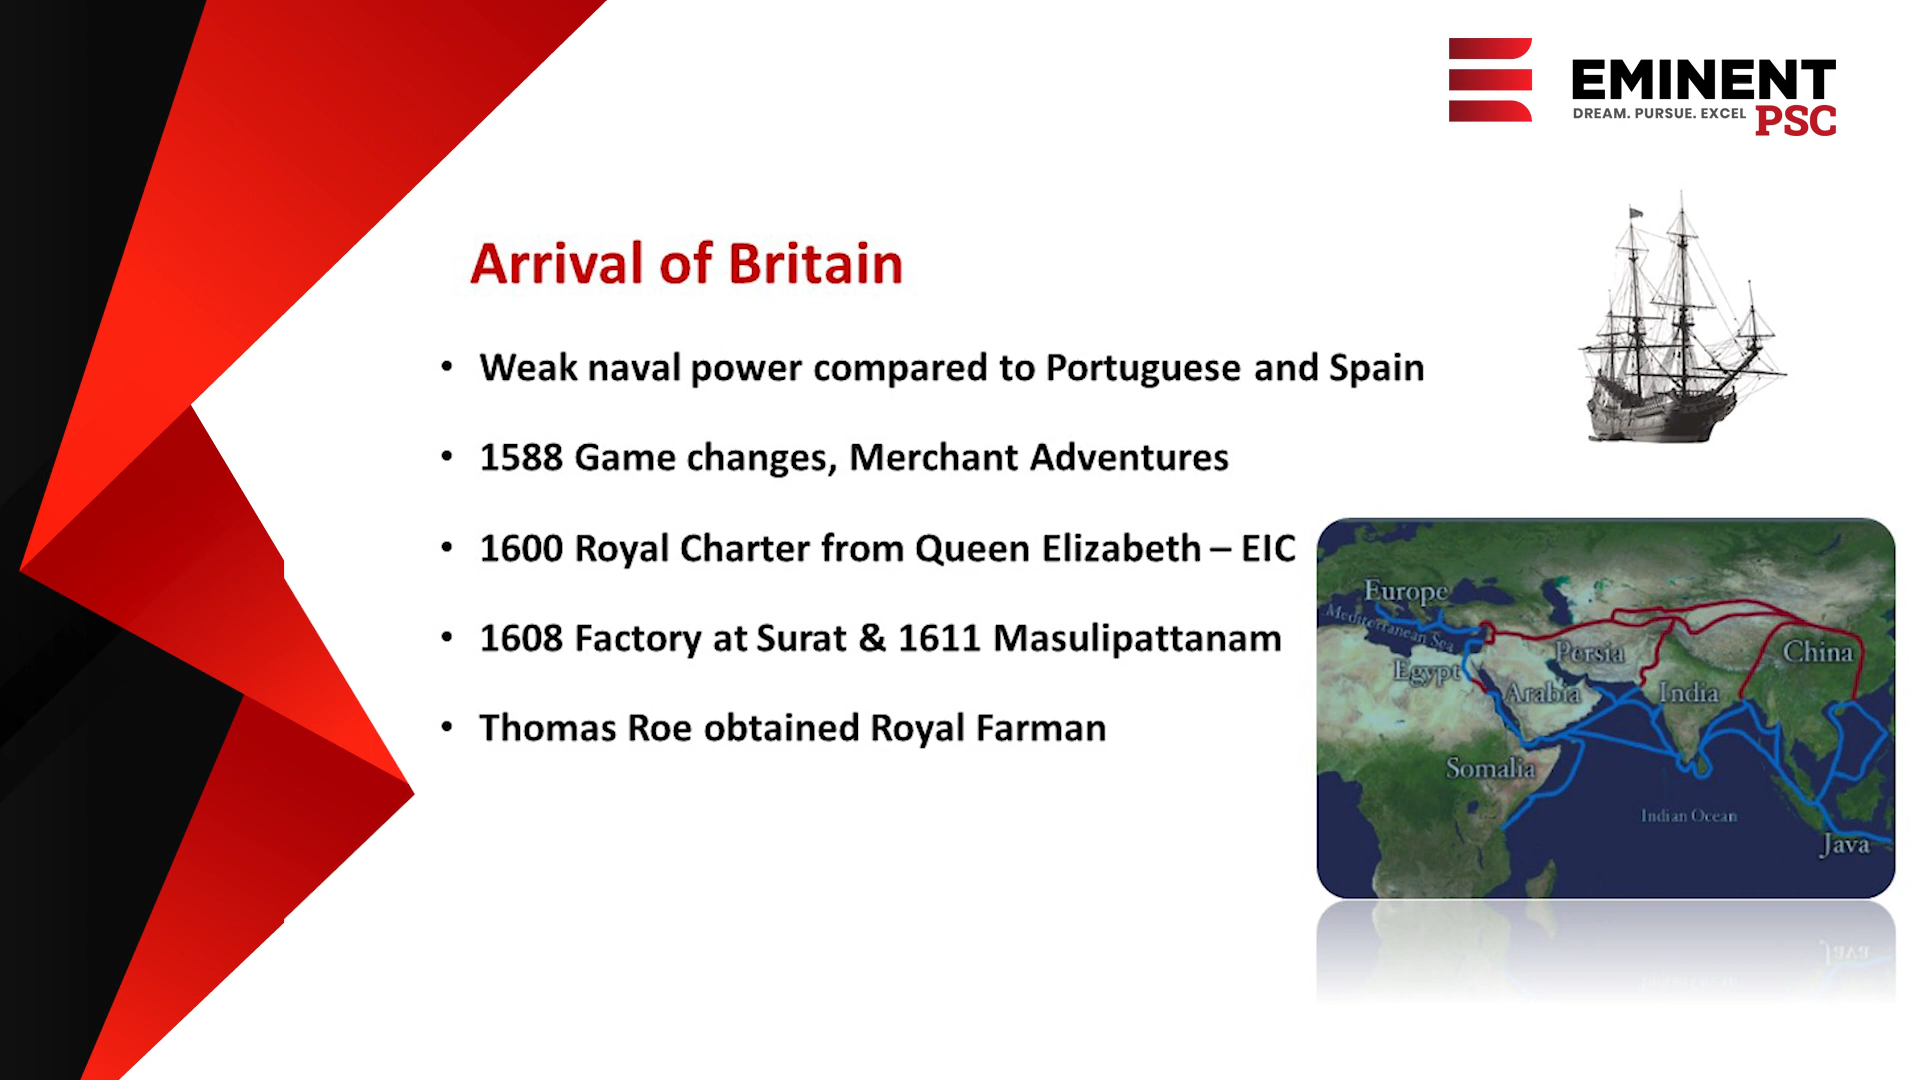 EMINENT
DREAM. PURSUE. EXCEL PSC
Arrival of Britain
• Weak naval power compared to Portuguese and Spain
• 1588 Game changes, Merchant Adventures
• 1600 Royal Charter from Queen Elizabeth – EIC
• 1608 Factory at Surat & 1611 Masulipattanam
• Thomas Roe obtained Royal Farman
Europe
Mediterranean Sea
Egypt
Persia
China
Arabia
India
Somalia
Indian Ocean
Java